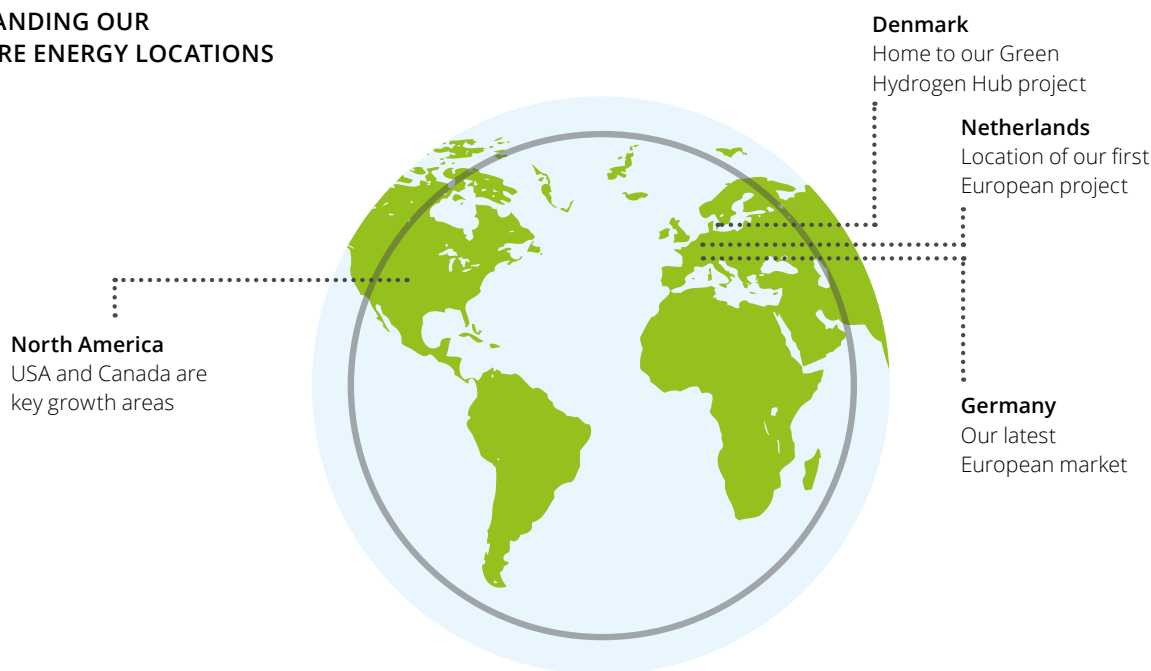 ANDING OUR
RE ENERGY LOCATIONS
Denmark
Home to our Green
Hydrogen Hub project
Netherlands
Location of our first
European project
North America
USA and Canada are
key growth areas
Germany
Our latest
European market